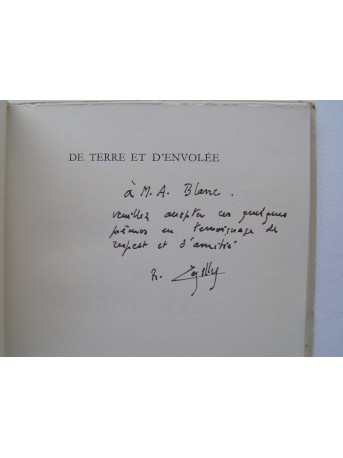 DE TERRE ET D'ENVOLÉE
à M. A. Blanc.
veuillez accepter ces quelques
poèmes en témoignage de
respect et d'amitié
R.